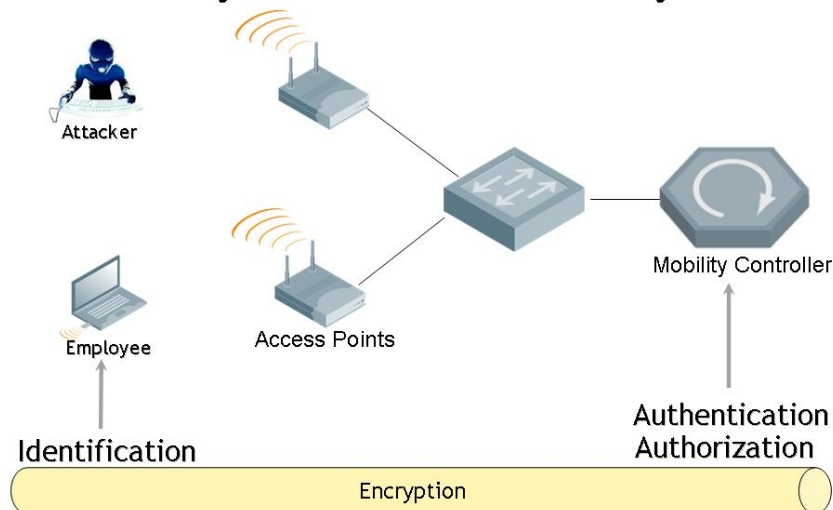 Attacker
Mobility Controller
Employee
Access Points
Identification
Authentication
Authorization
Encryption